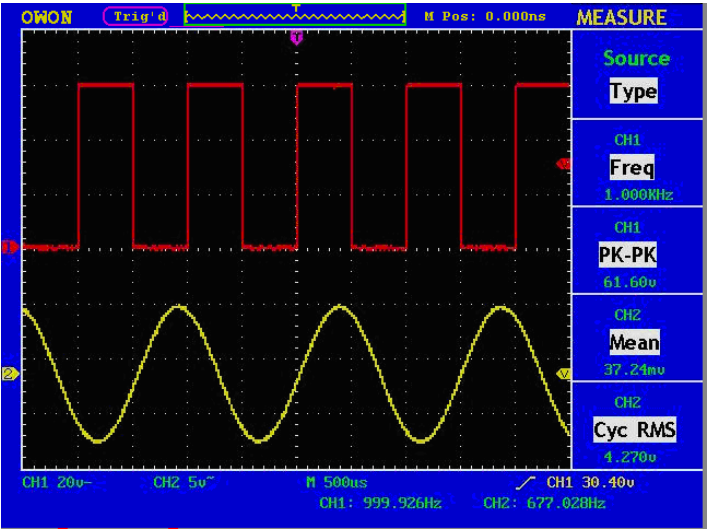 OWON Trig'd T M Pos: 0.000ns MEASURE
T
Source
Type
CH1
Freq
1.000KHz
CH1
PK-PK
61.60v
CH2
Mean
37.24mv
CH2
Cyc RMS
4.270v
1
2
CH1 20v- CH2 5v~ M 500us CH1 30.40v
CH1: 999.926Hz CH2: 677.028Hz